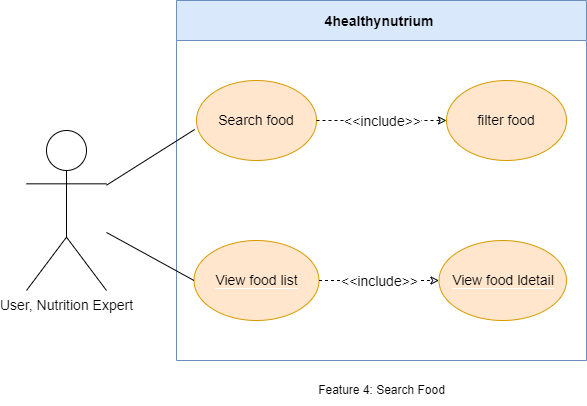 4healthynutrium
Search food
<<include>>
filter food
View food list
<<include>>
View food ldetail
User, Nutrition Expert
Feature 4: Search Food